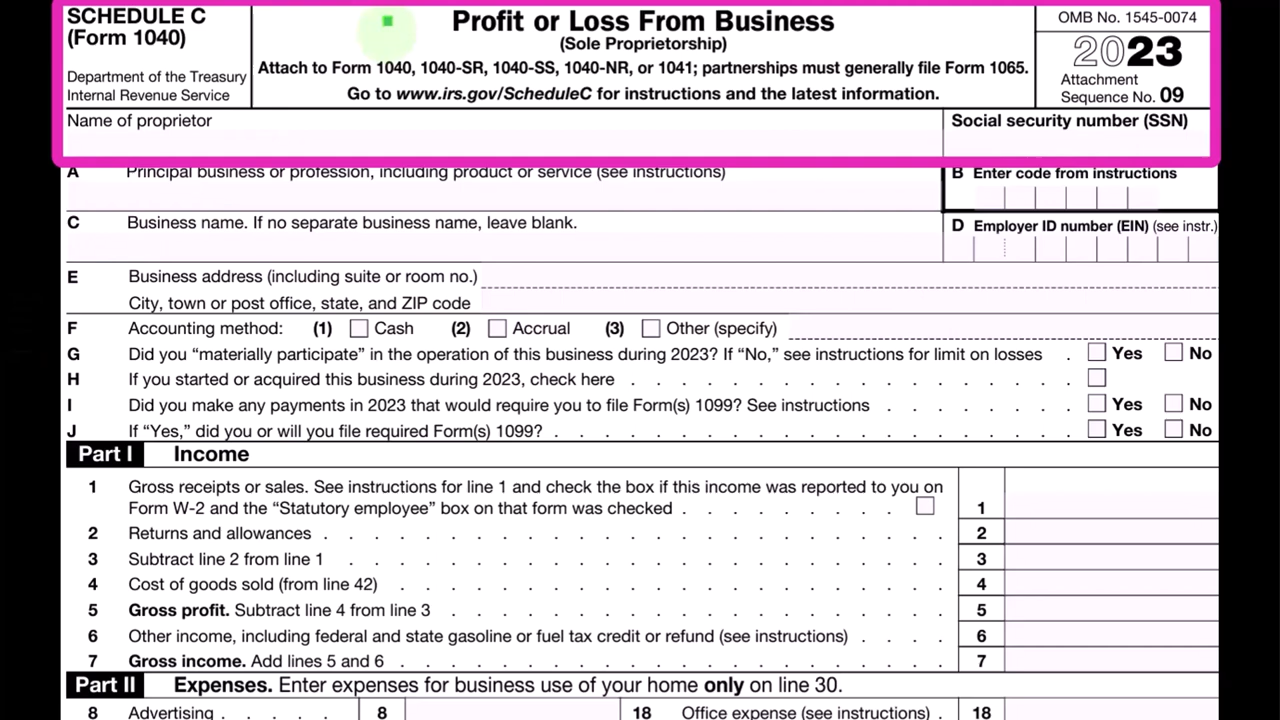 SCHEDULE C
(Form 1040)
Department of the Treasury
Internal Revenue Service
Profit or Loss From Business
(Sole Proprietorship)
Attach to Form 1040, 1040-SR, 1040-SS, 1040-NR, or 1041; partnerships must generally file Form 1065.
Go to www.irs.gov/ScheduleC for instructions and the latest information.
OMB No. 1545-0074
2023
Attachment
Sequence No. 09
Name of proprietor
Social security number (SSN)
A Principal business or profession, including product or service (see instructions)
B Enter code from instructions
C Business name. If no separate business name, leave blank.
D Employer ID number (EIN) (see instr.)
E Business address (including suite or room no.)
City, town or post office, state, and ZIP code
F Accounting method: (1) Cash (2) Accrual (3) Other (specify)
G Did you “materially participate” in the operation of this business during 2023? If “No,” see instructions for limit on losses . Yes No
H If you started or acquired this business during 2023, check here . . . . . . . . . . . . . . . . . .
I Did you make any payments in 2023 that would require you to file Form(s) 1099? See instructions . . . . . . . Yes No
J If “Yes,” did you or will you file required Form(s) 1099? . . . . . . . . . . . . . . . . . . . . . Yes No
Part I Income
1 Gross receipts or sales. See instructions for line 1 and check the box if this income was reported to you on
Form W-2 and the “Statutory employee” box on that form was checked . . . . . . . . . 1
2 Returns and allowances . . . . . . . . . . . . . . . . . . . . . . . . . 2
3 Subtract line 2 from line 1 . . . . . . . . . . . . . . . . . . . . . . . . 3
4 Cost of goods sold (from line 42) . . . . . . . . . . . . . . . . . . . . . . 4
5 Gross profit. Subtract line 4 from line 3 . . . . . . . . . . . . . . . . . . . . 5
6 Other income, including federal and state gasoline or fuel tax credit or refund (see instructions) . . . . 6
7 Gross income. Add lines 5 and 6 . . . . . . . . . . . . . . . . . . . . . . 7
Part II Expenses. Enter expenses for business use of your home only on line 30.
8 Advertising . . . . . 8
18 Office expense (see instructions) . 18